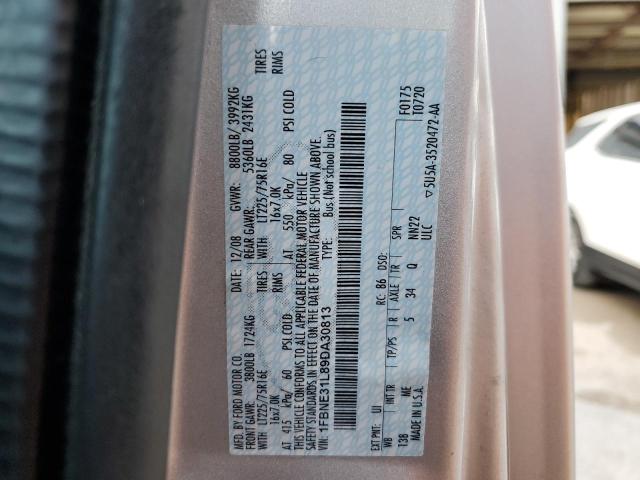 MFD. BY FORD MOTOR CO.
DATE: 12/08 GVWR: 8800LB/ 3992KG
FRONT GAWR: 3800LB 1724KG REAR GAWR: 5360LB 2431KG
WITH LT225/75R16E TIRES WITH LT225/75R16E TIRES
16x7.0K RIMS 16x7.0K RIMS
AT 415 kPa/ 60 PSI COLD AT 550 kPa/ 80 PSI COLD
THIS VEHICLE CONFORMS TO ALL APPLICABLE FEDERAL MOTOR VEHICLE
SAFETY STANDARDS IN EFFECT ON THE DATE OF MANUFACTURE SHOWN ABOVE.
VIN: 1FBNE31L89DA30813 TYPE: Bus:(Not School bus)
F0175
T0720
EXT PNT: UJ RC: B6 DSO:
WB INT TR TP/PS R AXLE TR SPR
138 ME 5 34 Q NN22
MADE IN U.S.A. ULC
▽5U5A-3520472-AA